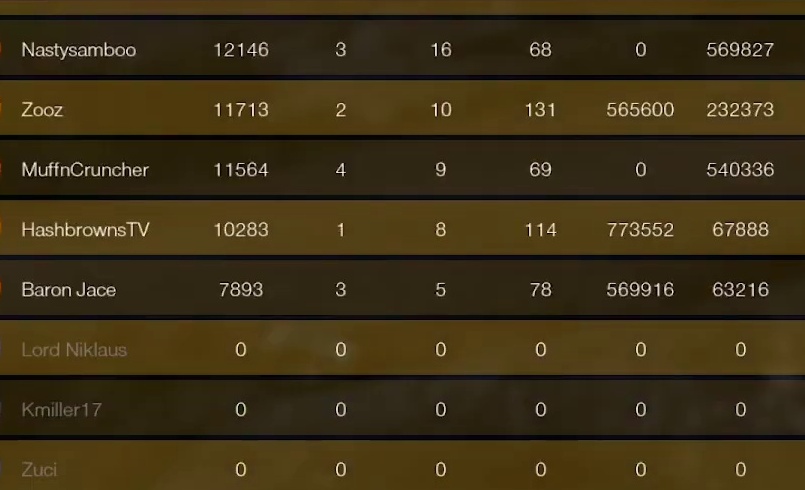 Nastysamboo 12146 3 16 68 0 569827
Zooz 11713 2 10 131 565600 232373
MuffnCruncher 11564 4 9 69 0 540336
HashbrownsTV 10283 1 8 114 773552 67888
Baron Jace 7893 3 5 78 569916 63216
Lord Niklaus 0 0 0 0 0 0
Kmiller17 0 0 0 0 0 0
Zuci 0 0 0 0 0 0